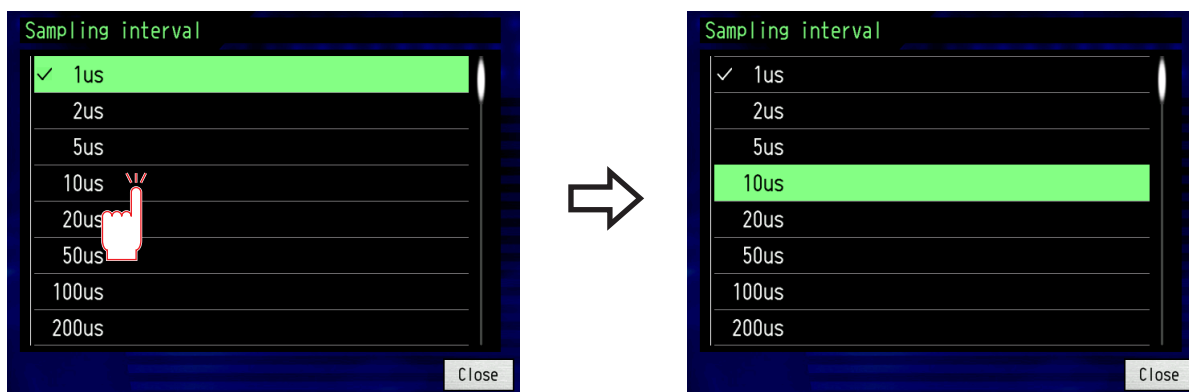 Sampling interval
✓ 1us
2us
5us
10us
20us
50us
100us
200us
Close
Sampling interval
✓ 1us
2us
5us
10us
20us
50us
100us
200us
Close